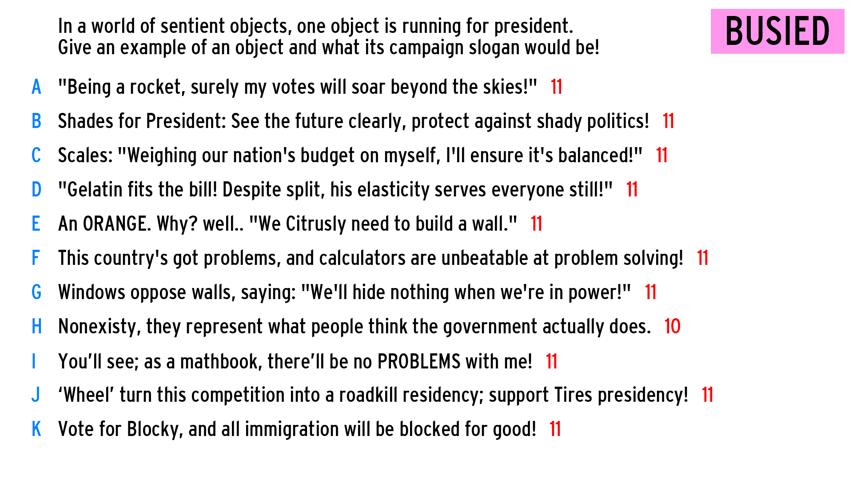 In a world of sentient objects, one object is running for president.
Give an example of an object and what its campaign slogan would be!
BUSIED
A "Being a rocket, surely my votes will soar beyond the skies!" 11
B Shades for President: See the future clearly, protect against shady politics! 11
C Scales: "Weighing our nation's budget on myself, I'll ensure it's balanced!" 11
D "Gelatin fits the bill! Despite split, his elasticity serves everyone still!" 11
E An ORANGE. Why? well.. "We Citrusly need to build a wall." 11
F This country's got problems, and calculators are unbeatable at problem solving! 11
G Windows oppose walls, saying: "We'll hide nothing when we're in power!" 11
H Nonexisty, they represent what people think the government actually does. 10
I You’ll see; as a mathbook, there’ll be no PROBLEMS with me! 11
J ‘Wheel’ turn this competition into a roadkill residency; support Tires presidency! 11
K Vote for Blocky, and all immigration will be blocked for good! 11